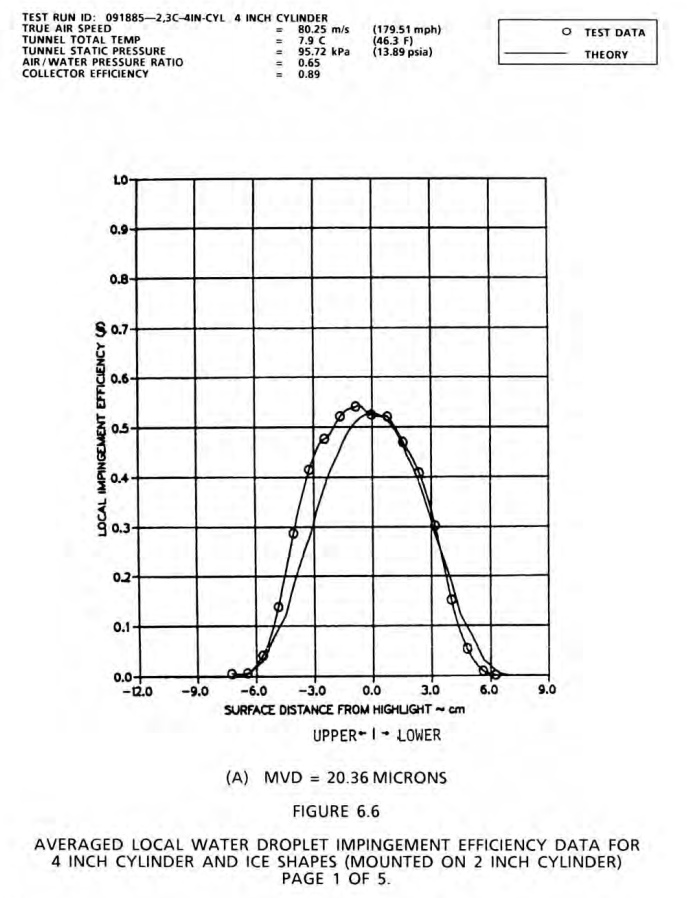 TEST RUN ID: 091885—2,3C-4IN-CYL 4 INCH CYLINDER
TRUE AIR SPEED = 80.25 m/s (179.51 mph)
TUNNEL TOTAL TEMP = 7.9 C (46.3 F)
TUNNEL STATIC PRESSURE = 95.72 kPa (13.89 psia)
AIR/WATER PRESSURE RATIO = 0.65
COLLECTOR EFFICIENCY = 0.89
TEST DATA
THEORY
LOCAL IMPINGEMENT EFFICIENCY (β)
1.0
0.9
0.8
0.7
0.6
0.5
0.4
0.3
0.2
0.1
0.0
-12.0 -9.0 -6.0 -3.0 0.0 3.0 6.0 9.0
SURFACE DISTANCE FROM HIGHLIGHT ~ cm
UPPER← | → LOWER
(A) MVD = 20.36 MICRONS
FIGURE 6.6
AVERAGED LOCAL WATER DROPLET IMPINGEMENT EFFICIENCY DATA FOR
4 INCH CYLINDER AND ICE SHAPES (MOUNTED ON 2 INCH CYLINDER)
PAGE 1 OF 5.